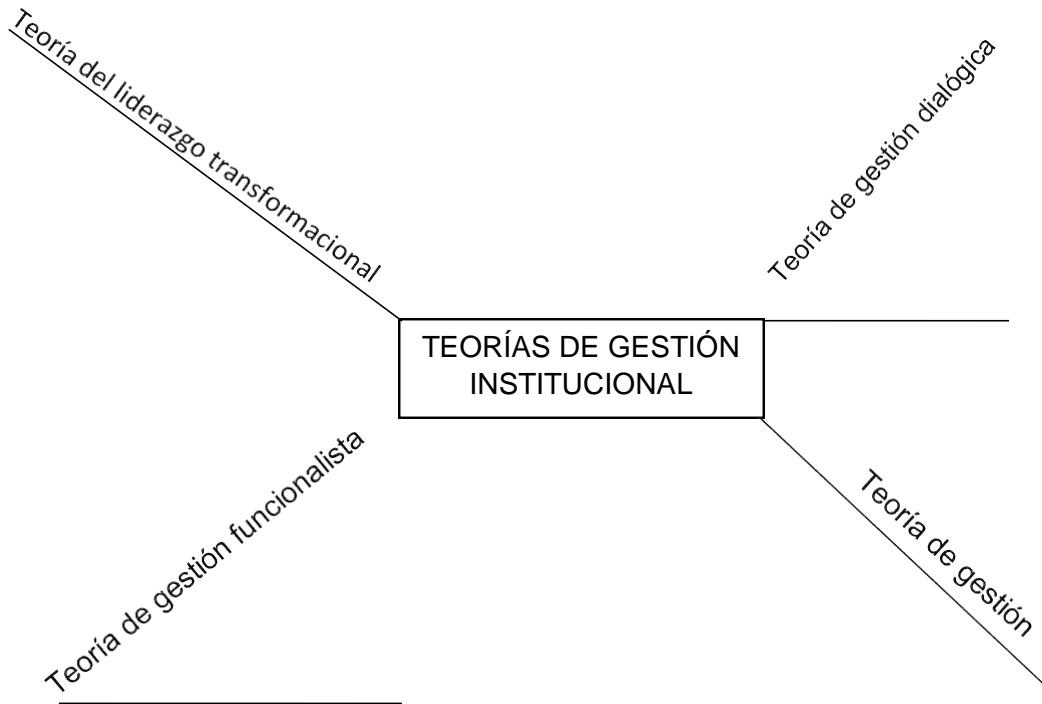 Teoría del liderazgo transformacional
Teoría de gestión dialógica
TEORÍAS DE GESTIÓN
INSTITUCIONAL
Teoría de gestión funcionalista
Teoría de gestión